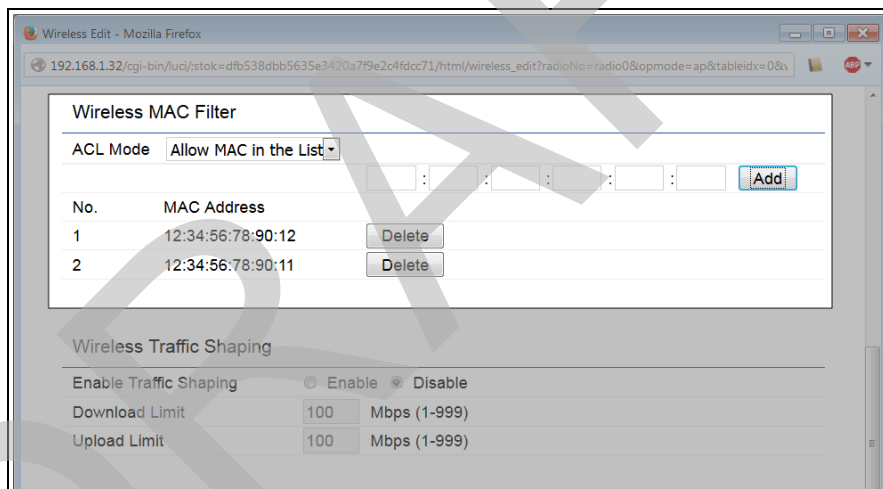 Wireless Edit - Mozilla Firefox
192.168.1.32/cgi-bin/luci/;stok=dfb538dbb5635e3420a7f9e2c4fdcc71/html/wireless_edit?radioNo=radio0&opmode=ap&tableidx=0&
ABP
Wireless MAC Filter
ACL Mode Allow MAC in the List
: : : : : Add
No. MAC Address
1 12:34:56:78:90:12 Delete
2 12:34:56:78:90:11 Delete
Wireless Traffic Shaping
Enable Traffic Shaping Enable Disable
Download Limit 100 Mbps (1-999)
Upload Limit 100 Mbps (1-999)